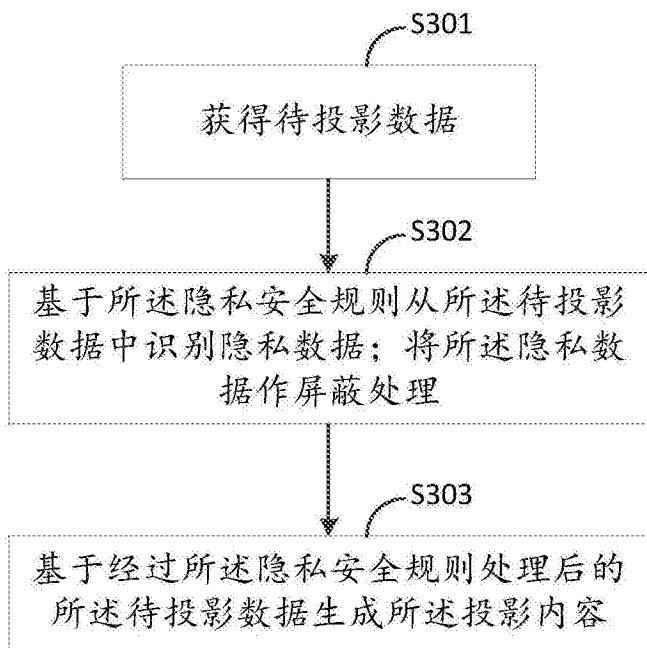 S301
获得待投影数据
S302
基于所述隐私安全规则从所述待投影
数据中识别隐私数据；将所述隐私数
据作屏蔽处理
S303
基于经过所述隐私安全规则处理后的
所述待投影数据生成所述投影内容